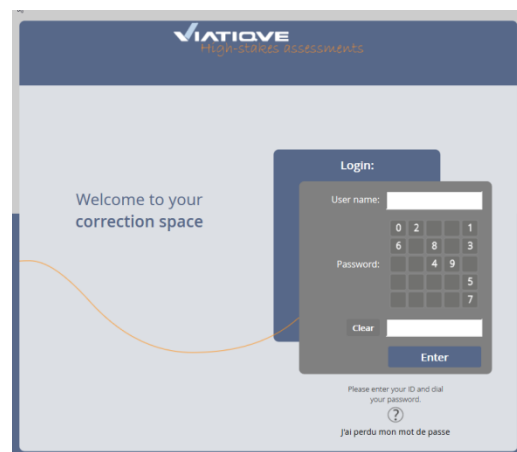 VIATIQVE
High-stakes assessments
Login:
Welcome to your
correction space
User name:
0 2 1
6 8 3
Password:
4 9
5
7
Clear
Enter
Please enter your ID and dial
your password.
?
J'ai perdu mon mot de passe